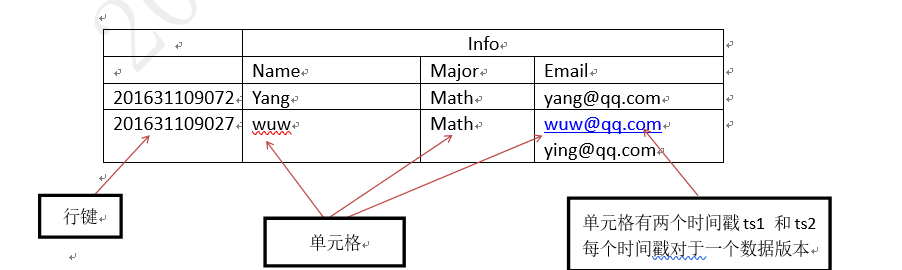 Info
Name Major Email
201631109072 Yang Math yang@qq.com
201631109027 wuw Math wuw@qq.com
ying@qq.com
行键
单元格
单元格有两个时间戳 ts1 和 ts2
每个时间戳对于一个数据版本